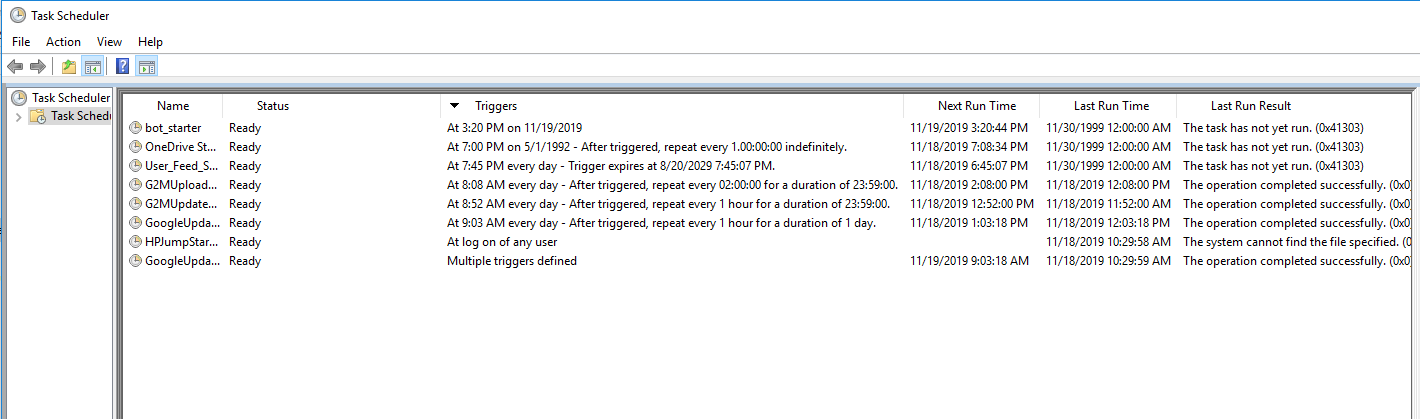 Task Scheduler
File Action View Help
Task Scheduler
Task Schedu
Name Status Triggers Next Run Time Last Run Time Last Run Result
bot_starter Ready At 3:20 PM on 11/19/2019 11/19/2019 3:20:44 PM 11/30/1999 12:00:00 AM The task has not yet run. (0x41303)
OneDrive St... Ready At 7:00 PM on 5/1/1992 - After triggered, repeat every 1.00:00:00 indefinitely. 11/18/2019 7:08:34 PM 11/30/1999 12:00:00 AM The task has not yet run. (0x41303)
User_Feed_S... Ready At 7:45 PM every day - Trigger expires at 8/20/2029 7:45:07 PM. 11/18/2019 6:45:07 PM 11/30/1999 12:00:00 AM The task has not yet run. (0x41303)
G2MUpload... Ready At 8:08 AM every day - After triggered, repeat every 02:00:00 for a duration of 23:59:00. 11/18/2019 2:08:00 PM 11/18/2019 12:08:00 PM The operation completed successfully. (0x0)
G2MUpdate... Ready At 8:52 AM every day - After triggered, repeat every 1 hour for a duration of 23:59:00. 11/18/2019 12:52:00 PM 11/18/2019 11:52:00 AM The operation completed successfully. (0x0)
GoogleUpda... Ready At 9:03 AM every day - After triggered, repeat every 1 hour for a duration of 1 day. 11/18/2019 1:03:18 PM 11/18/2019 12:03:18 PM The operation completed successfully. (0x0)
HPJumpStar... Ready At log on of any user 11/18/2019 10:29:58 AM The system cannot find the file specified. (0
GoogleUpda... Ready Multiple triggers defined 11/19/2019 9:03:18 AM 11/18/2019 10:29:59 AM The operation completed successfully. (0x0)